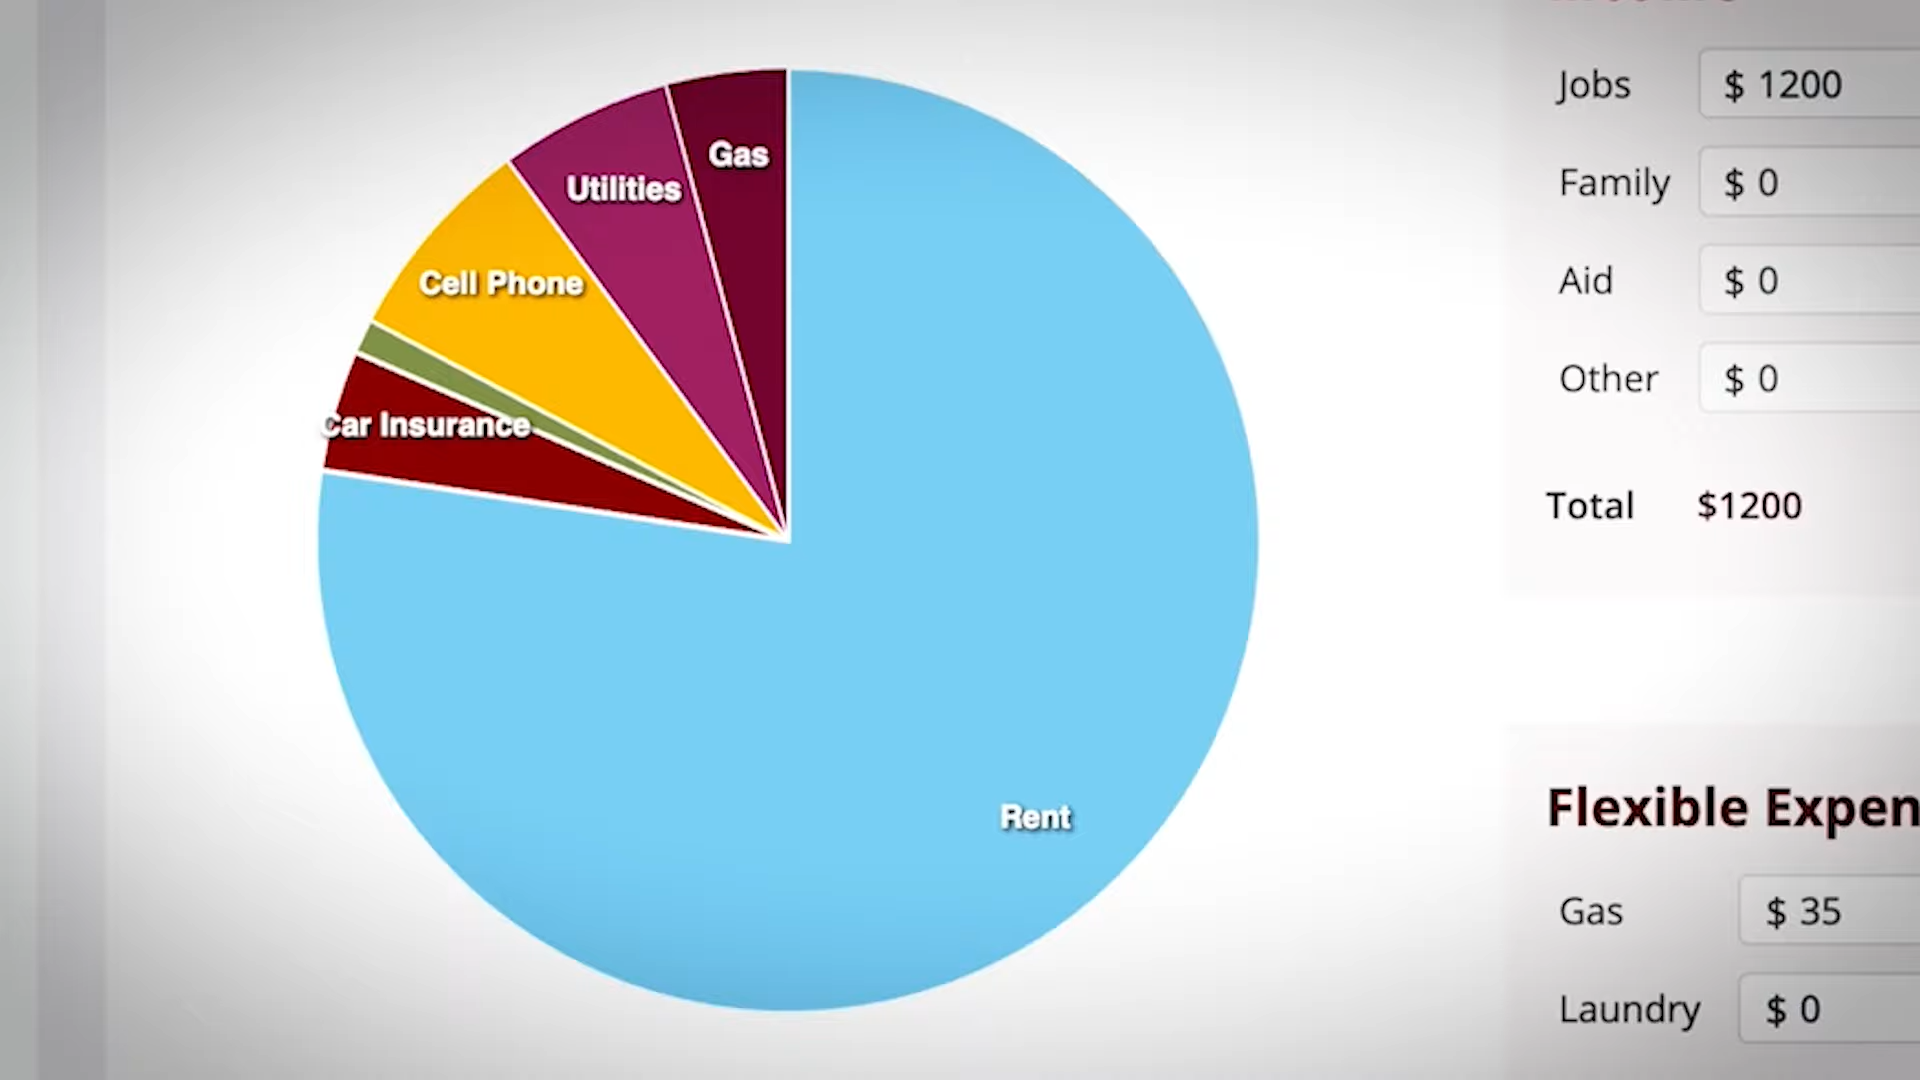 Gas
Utilities
Cell Phone
Car Insurance
Rent
Jobs $ 1200
Family $ 0
Aid $ 0
Other $ 0
Total $1200
Flexible Expen
Gas $ 35
Laundry $ 0